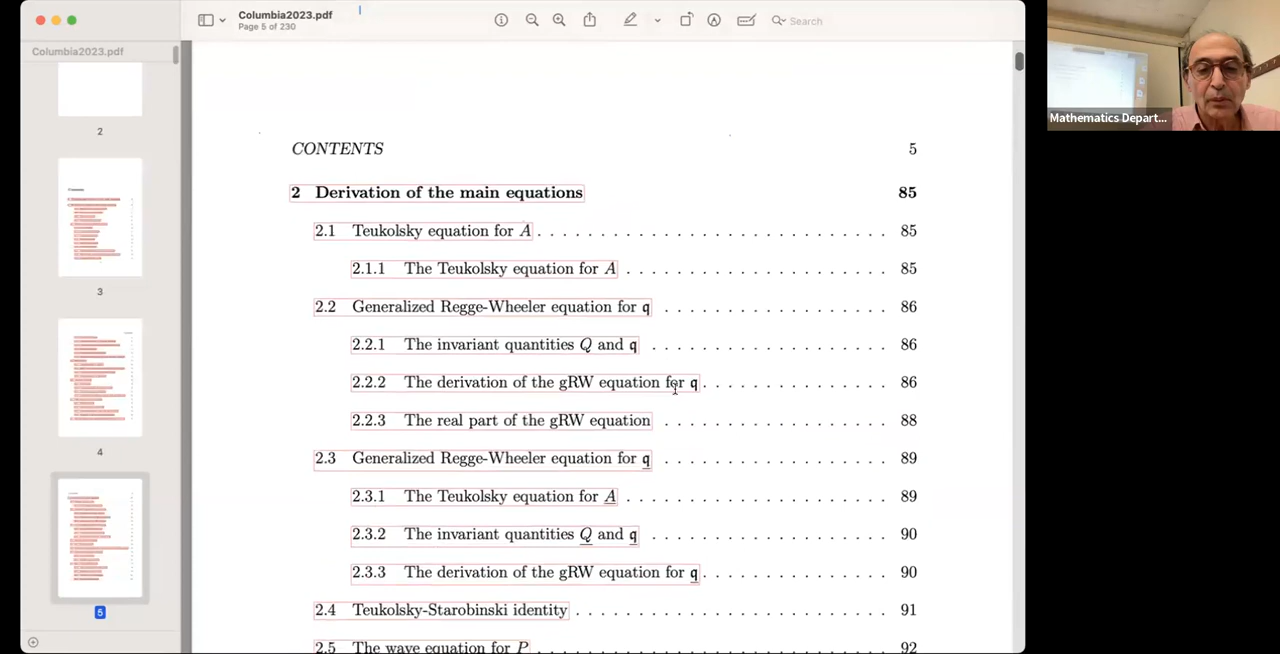 Columbia2023.pdf
Page 5 of 230
Search
Columbia2023.pdf
2
3
4
5
CONTENTS 5
2 Derivation of the main equations 85
2.1 Teukolsky equation for A . . . . . . . . . . . . . . . . . . . . . . 85
2.1.1 The Teukolsky equation for A . . . . . . . . . . . . . . . . . 85
2.2 Generalized Regge-Wheeler equation for 𝔮 . . . . . . . . . . . . . . 86
2.2.1 The invariant quantities Q and 𝔮 . . . . . . . . . . . . . . . 86
2.2.2 The derivation of the gRW equation for 𝔮 . . . . . . . . . . . . 86
2.2.3 The real part of the gRW equation . . . . . . . . . . . . . . 88
2.3 Generalized Regge-Wheeler equation for 𝔮̲ . . . . . . . . . . . . . . 89
2.3.1 The Teukolsky equation for A̲ . . . . . . . . . . . . . . . . . 89
2.3.2 The invariant quantities Q̲ and 𝔮̲ . . . . . . . . . . . . . . . 90
2.3.3 The derivation of the gRW equation for 𝔮̲ . . . . . . . . . . . . 90
2.4 Teukolsky-Starobinski identity . . . . . . . . . . . . . . . . . . . . 91
2.5 The wave equation for P . . . . . . . . . . . . . . . . . . . . . . 92
Mathematics Depart...